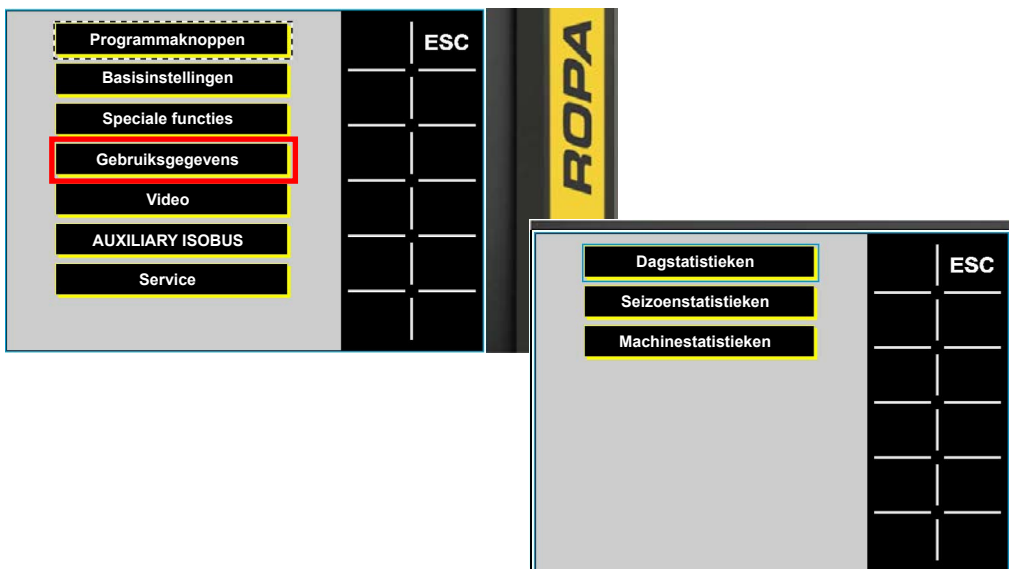 Programmaknoppen
Basisinstellingen
Speciale functies
Gebruiksgegevens
Video
AUXILIARY ISOBUS
Service
ESC
ROPA
Dagstatistieken
Seizoenstatistieken
Machinestatistieken
ESC